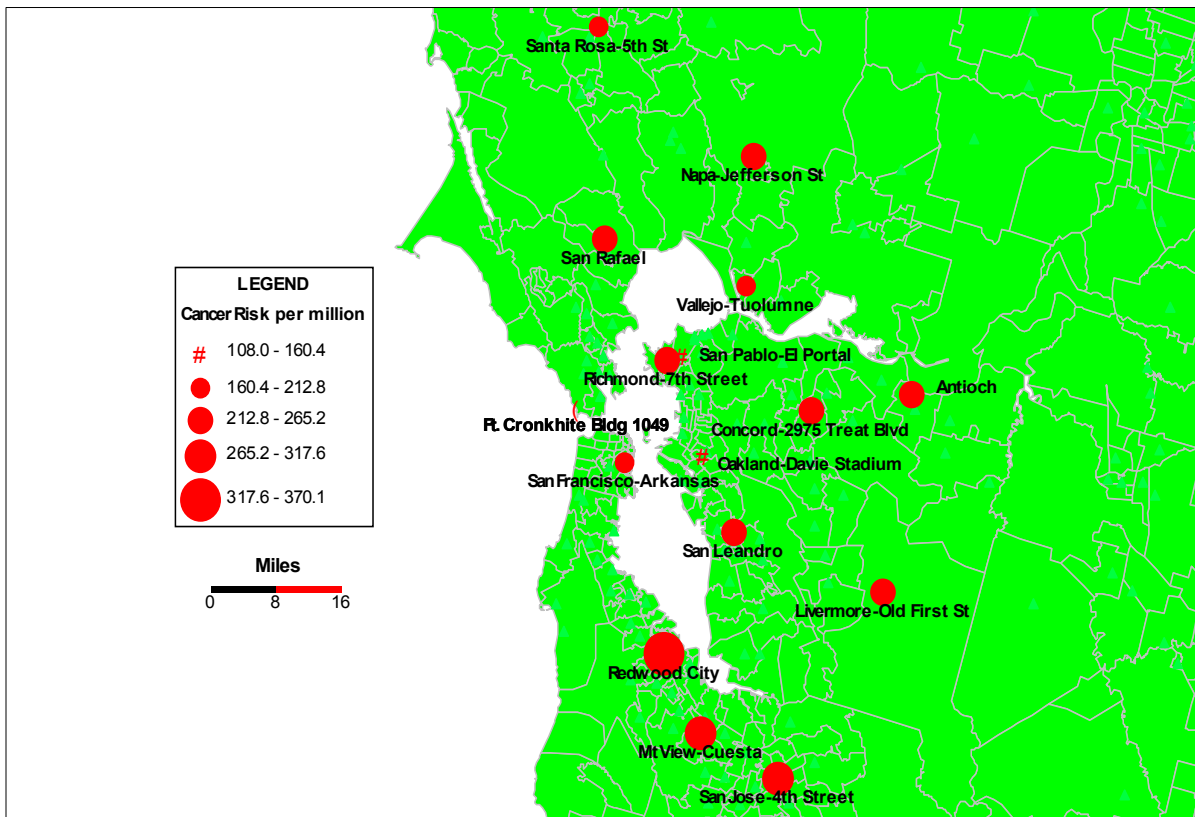 Santa Rosa-5th St
Napa-Jefferson St
San Rafael
Vallejo-Tuolumne
LEGEND
Cancer Risk per million
# 108.0 - 160.4
160.4 - 212.8
212.8 - 265.2
265.2 - 317.6
317.6 - 370.1
# San Pablo-El Portal
Richmond-7th Street
Antioch
(
Ft. Cronkhite Bldg 1049
Concord-2975 Treat Blvd
# Oakland-Davie Stadium
San Francisco-Arkansas
San Leandro
Miles
0 8 16
Livermore-Old First St
Redwood City
Mt View-Cuesta
San Jose-4th Street